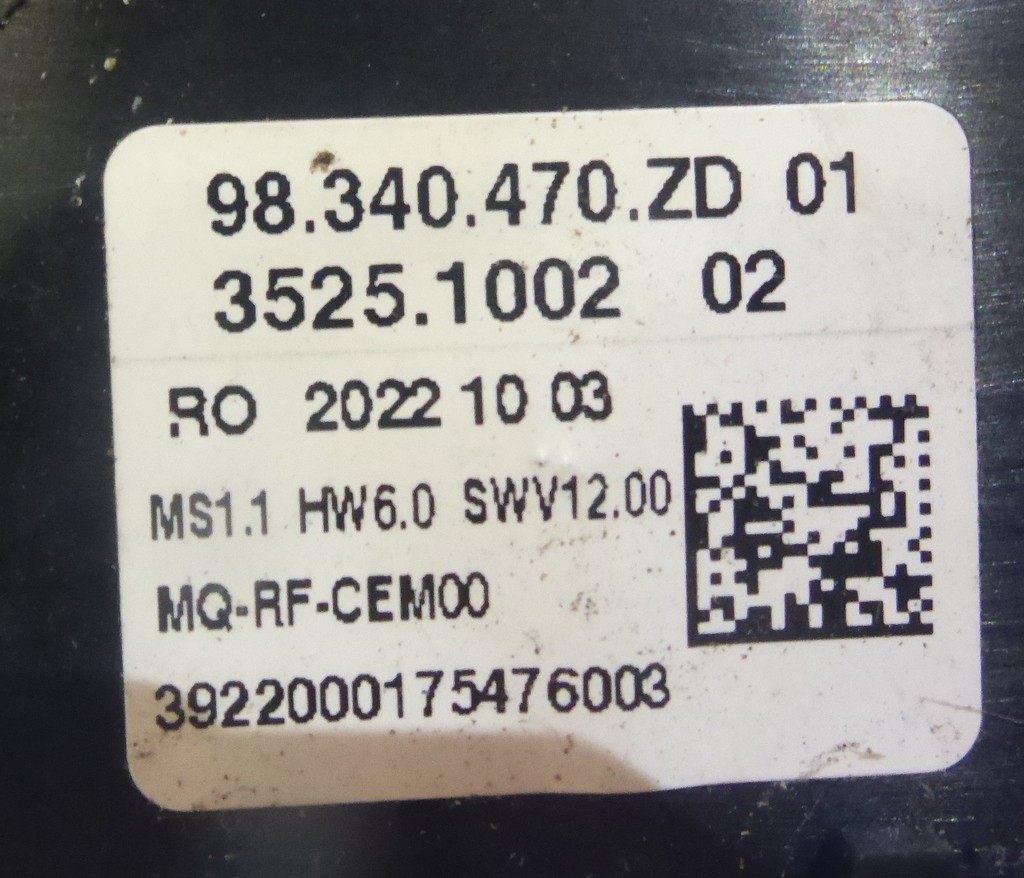 98.340.470.ZD 01
3525.1002 02
RO 2022 10 03
MS1.1 HW6.0 SWV12.00
MQ-RF-CEM00
3922000175476003